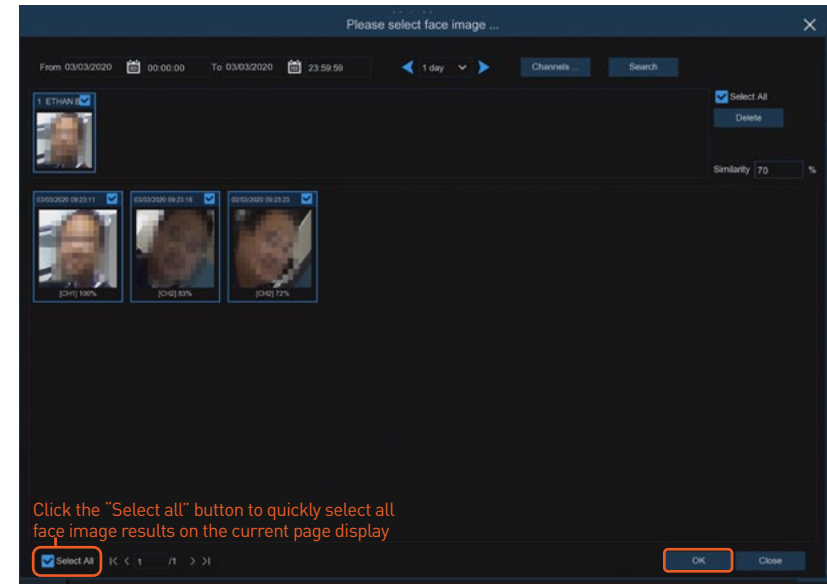 Please select face image ...
From 03/03/2020 00:00:00 To 03/03/2020 23:59:59 1 day Channels ... Search
1 ETHAN
Select All
Delete
Similarity 70 %
03/03/2020 09:23:11 03/03/2020 09:23:16 03/03/2020 09:23:23
[CH1] 100% [CH2] 83% [CH2] 72%
Click the “Select all” button to quickly select all
face image results on the current page display
Select All 1 /1 OK Close